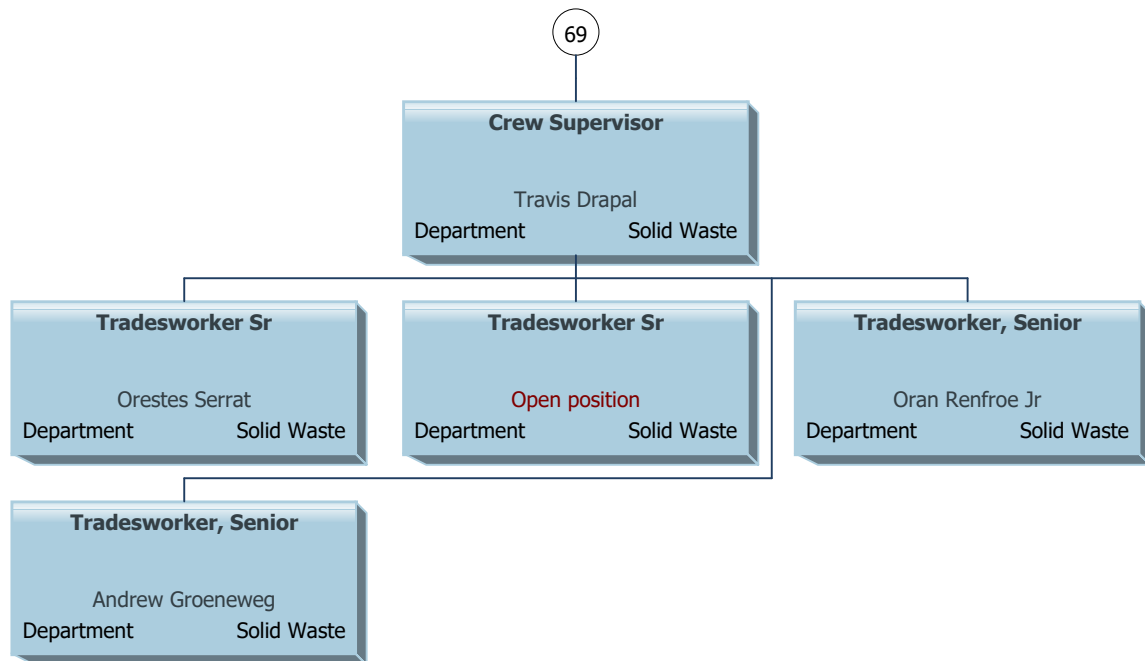 69
Crew Supervisor
Travis Drapal
Department Solid Waste
Tradesworker Sr
Orestes Serrat
Department Solid Waste
Tradesworker Sr
Open position
Department Solid Waste
Tradesworker, Senior
Oran Renfroe Jr
Department Solid Waste
Tradesworker, Senior
Andrew Groeneweg
Department Solid Waste